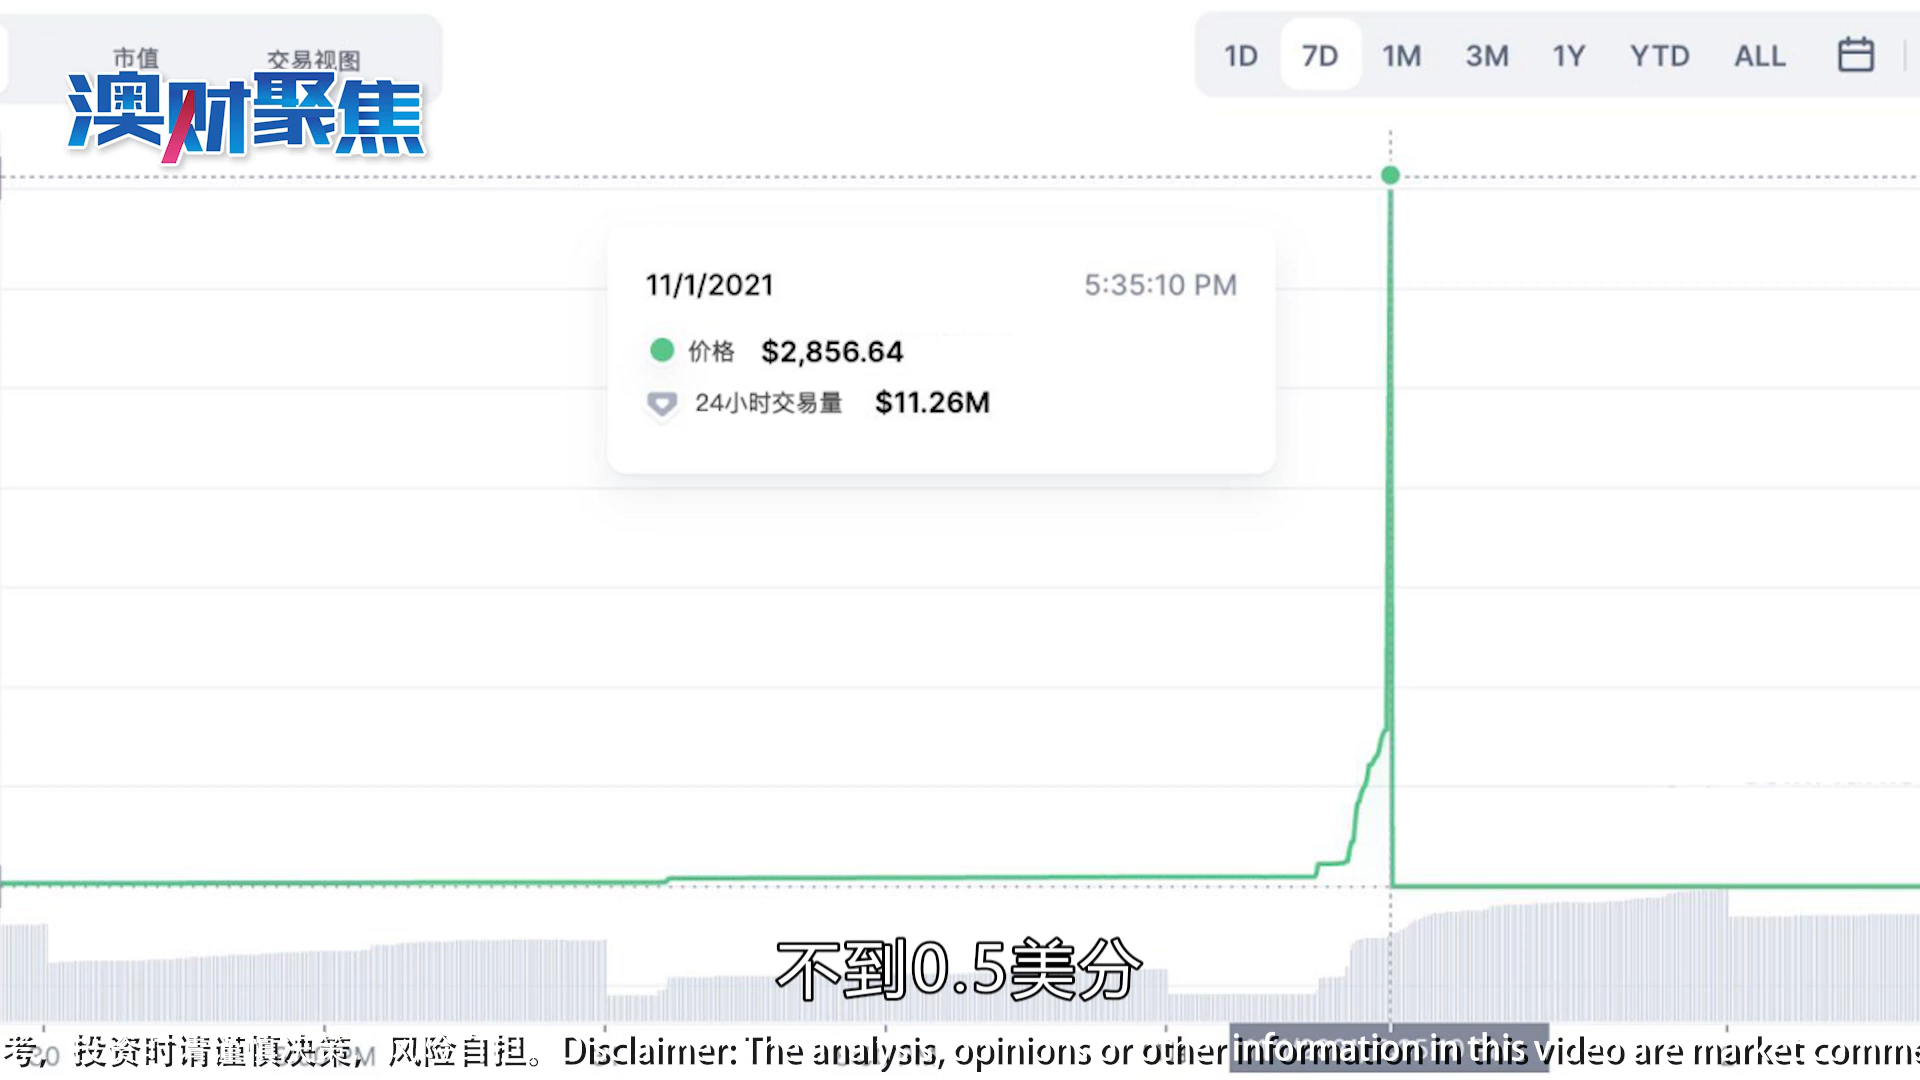 市值 交易视图
1D 7D 1M 3M 1Y YTD ALL
澳财聚焦
11/1/2021 5:35:10 PM
价格 $2,856.64
24小时交易量 $11.26M
不到0.5美分
考，投资时请谨慎决策，风险自担。Disclaimer: The analysis, opinions or other information in this video are market comme